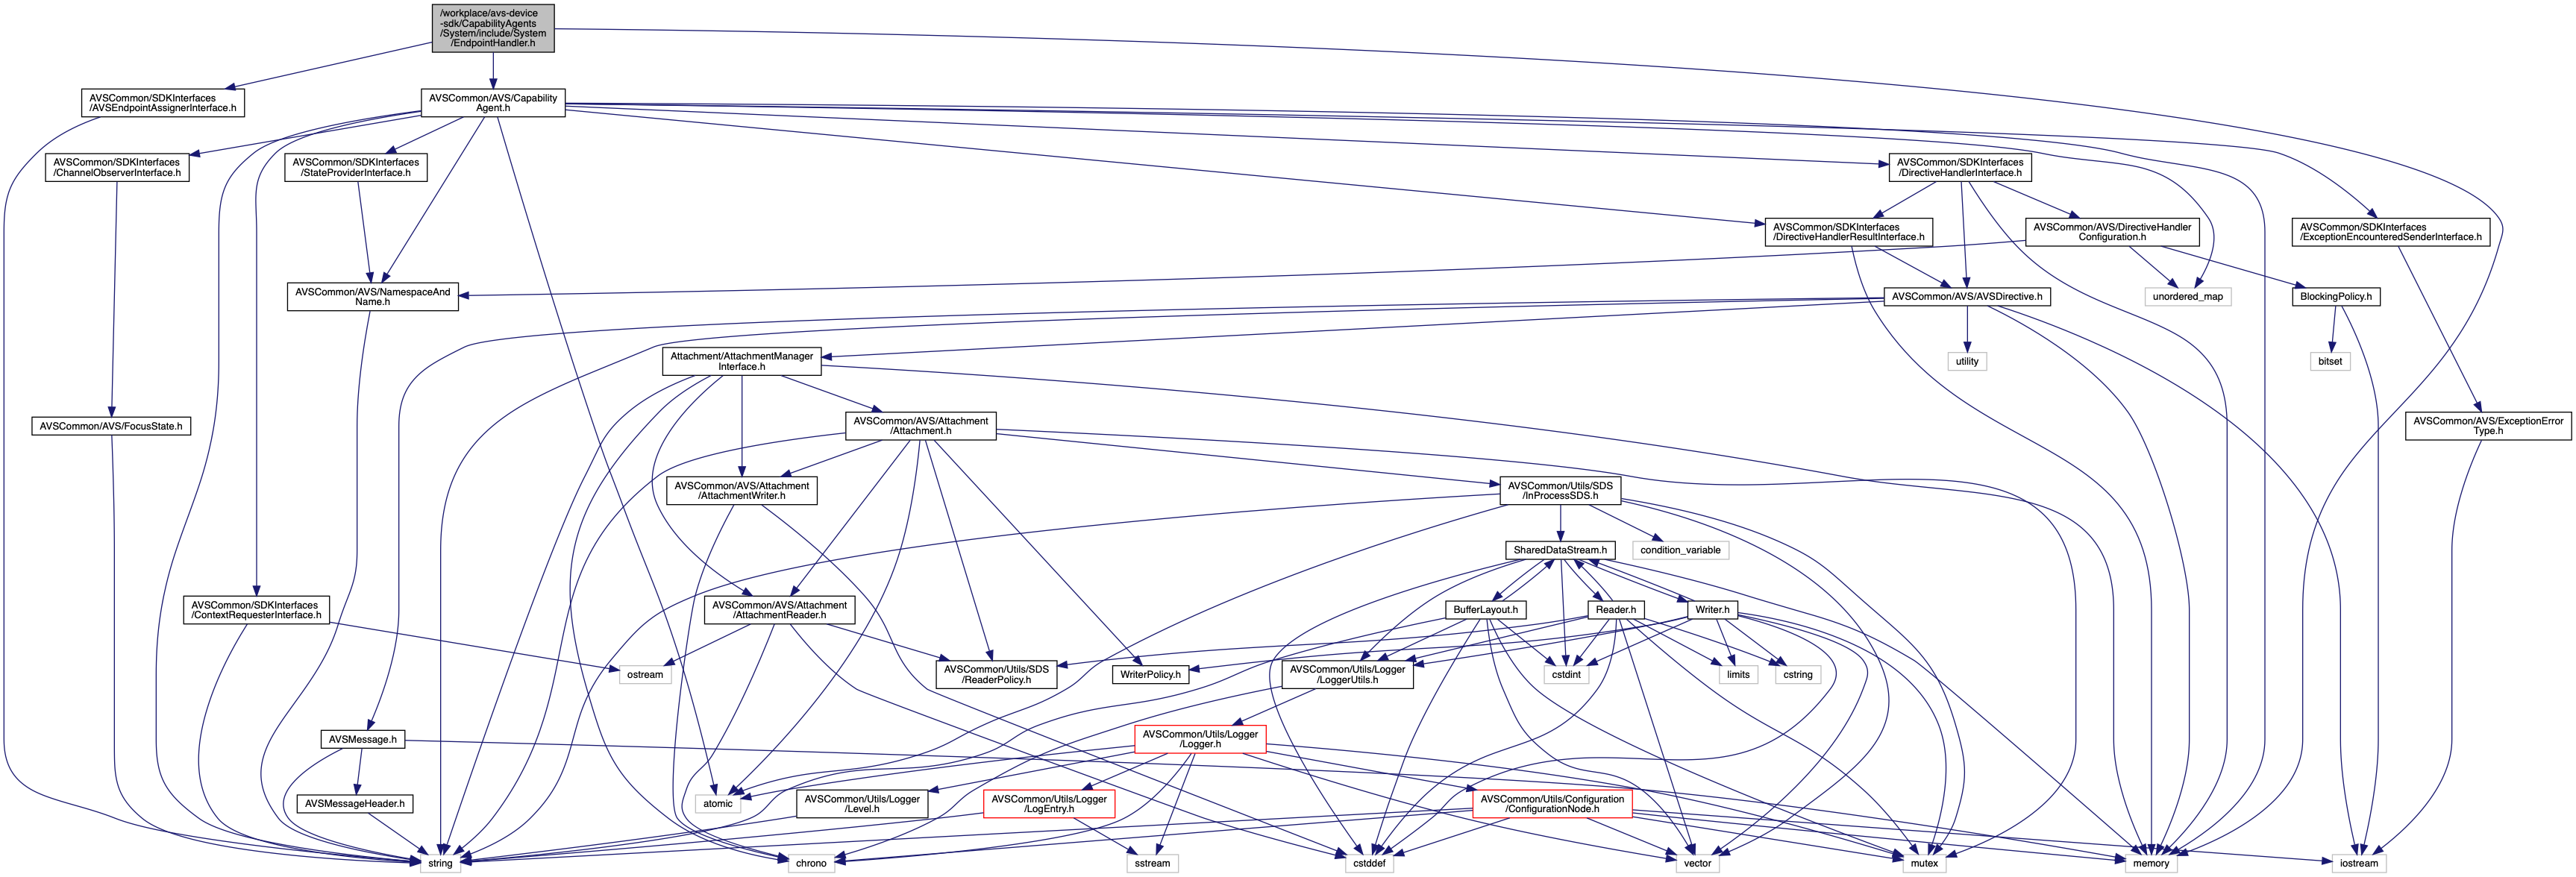 /workplace/avs-device
-sdk/CapabilityAgents
/System/include/System
/EndpointHandler.h
AVSCommon/SDKInterfaces
/AVSEndpointAssignerInterface.h
AVSCommon/AVS/Capability
Agent.h
AVSCommon/SDKInterfaces
/ChannelObserverInterface.h
AVSCommon/SDKInterfaces
/StateProviderInterface.h
AVSCommon/SDKInterfaces
/DirectiveHandlerInterface.h
AVSCommon/SDKInterfaces
/DirectiveHandlerResultInterface.h
AVSCommon/AVS/DirectiveHandler
Configuration.h
AVSCommon/SDKInterfaces
/ExceptionEncounteredSenderInterface.h
AVSCommon/AVS/NamespaceAnd
Name.h
AVSCommon/AVS/AVSDirective.h
unordered_map
BlockingPolicy.h
Attachment/AttachmentManager
Interface.h
utility
bitset
AVSCommon/AVS/FocusState.h
AVSCommon/AVS/Attachment
/Attachment.h
AVSCommon/AVS/ExceptionError
Type.h
AVSCommon/AVS/Attachment
/AttachmentWriter.h
AVSCommon/Utils/SDS
/InProcessSDS.h
SharedDataStream.h
condition_variable
AVSCommon/SDKInterfaces
/ContextRequesterInterface.h
AVSCommon/AVS/Attachment
/AttachmentReader.h
BufferLayout.h
Reader.h
Writer.h
ostream
AVSCommon/Utils/SDS
/ReaderPolicy.h
WriterPolicy.h
AVSCommon/Utils/Logger
/LoggerUtils.h
cstdint
limits
cstring
AVSMessage.h
AVSCommon/Utils/Logger
/Logger.h
AVSMessageHeader.h
atomic
AVSCommon/Utils/Logger
/Level.h
AVSCommon/Utils/Logger
/LogEntry.h
AVSCommon/Utils/Configuration
/ConfigurationNode.h
string
chrono
sstream
cstddef
vector
mutex
memory
iostream